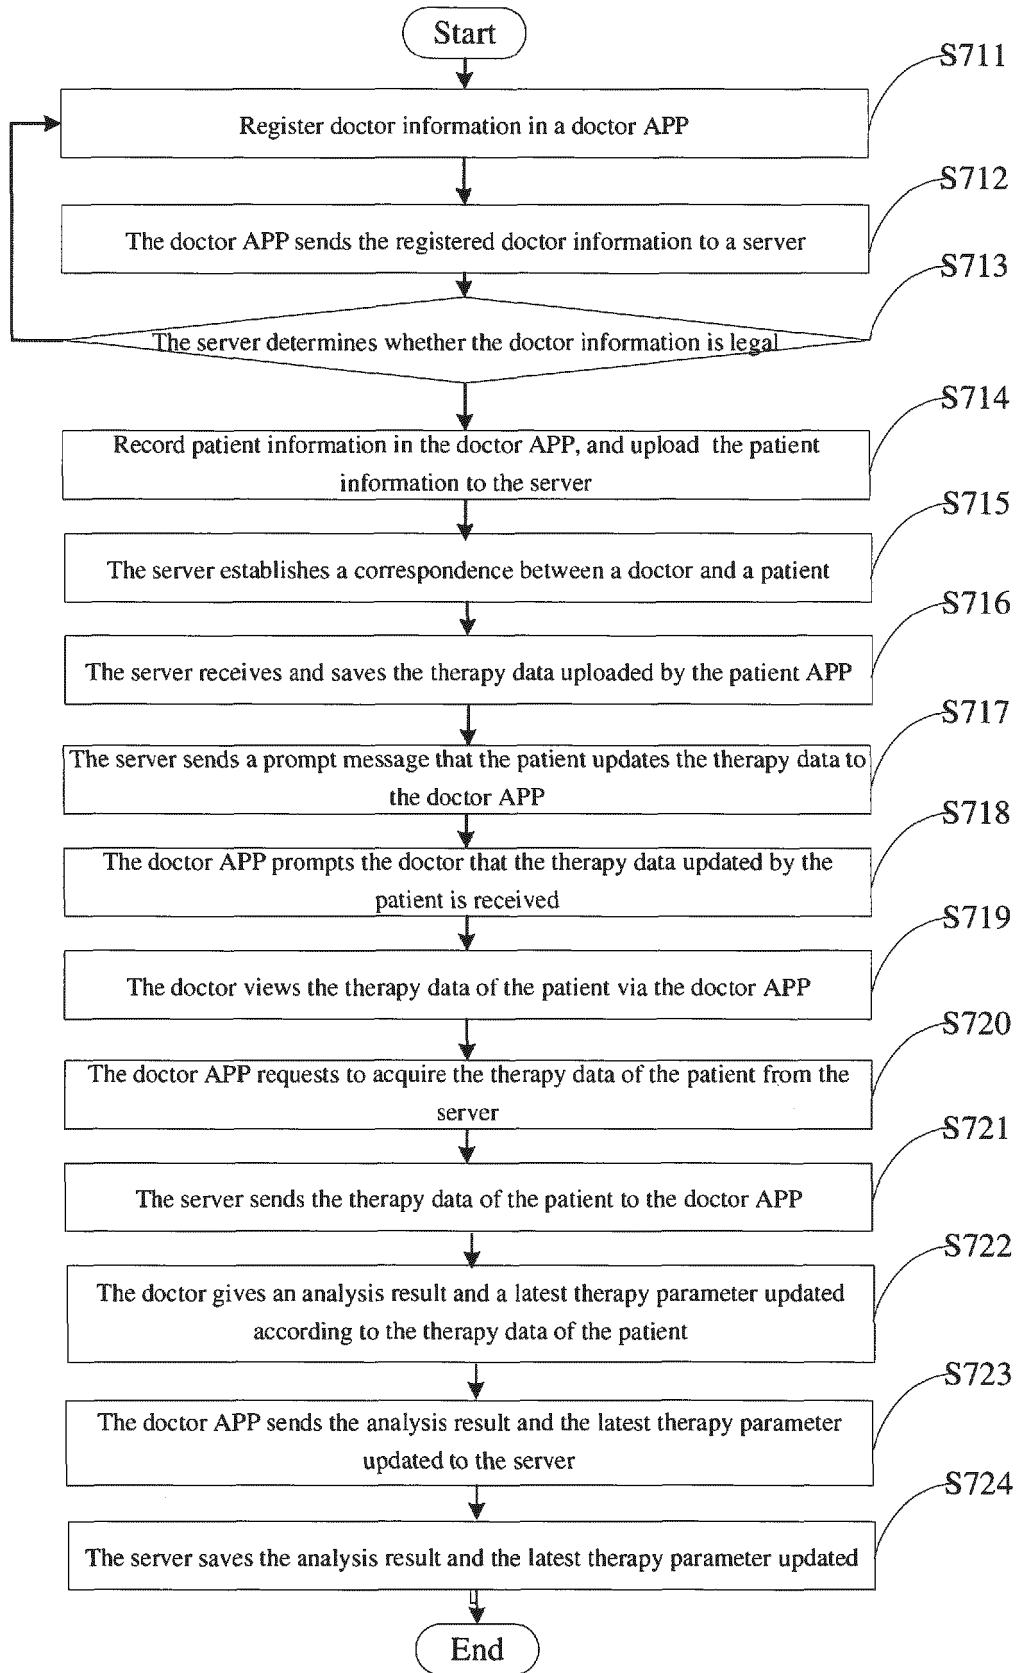 Start
S711
Register doctor information in a doctor APP
S712
The doctor APP sends the registered doctor information to a server
S713
The server determines whether the doctor information is legal
S714
Record patient information in the doctor APP, and upload the patient
information to the server
S715
The server establishes a correspondence between a doctor and a patient
S716
The server receives and saves the therapy data uploaded by the patient APP
S717
The server sends a prompt message that the patient updates the therapy data to
the doctor APP
S718
The doctor APP prompts the doctor that the therapy data updated by the
patient is received
S719
The doctor views the therapy data of the patient via the doctor APP
S720
The doctor APP requests to acquire the therapy data of the patient from the
server
S721
The server sends the therapy data of the patient to the doctor APP
S722
The doctor gives an analysis result and a latest therapy parameter updated
according to the therapy data of the patient
S723
The doctor APP sends the analysis result and the latest therapy parameter
updated to the server
S724
The server saves the analysis result and the latest therapy parameter updated
End